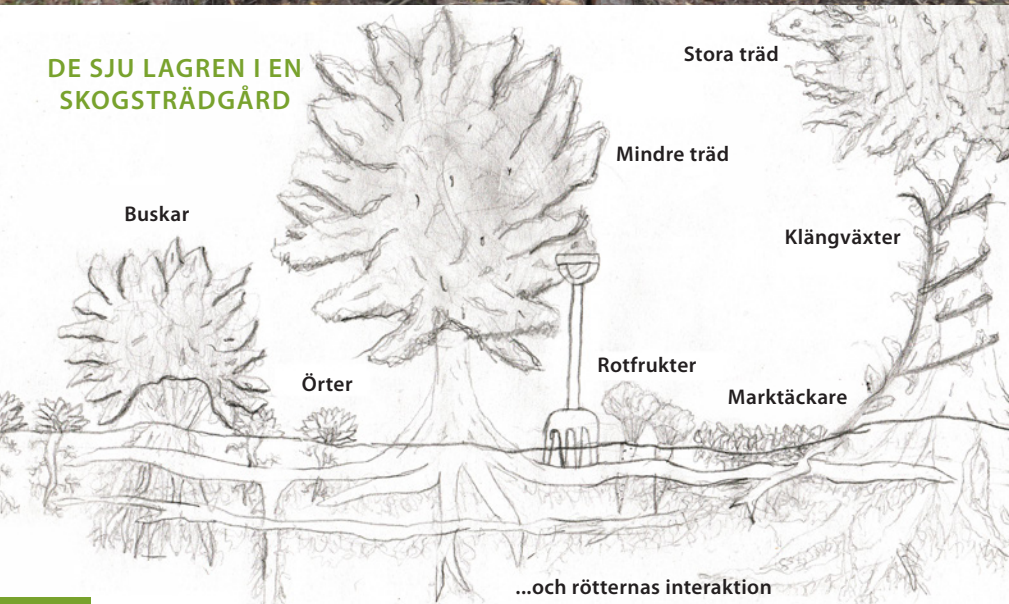 DE SJU LAGREN I EN
SKOGSTRÄDGÅRD
Stora träd
Mindre träd
Buskar
Klängväxter
Rotfrukter
Örter
Marktäckare
...och rötternas interaktion